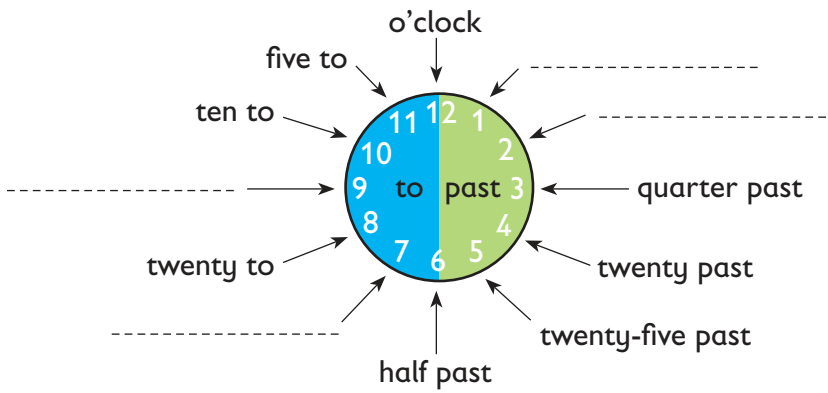 o'clock
five to
ten to
11 12 1
10 2
9 to past 3 quarter past
8 4
7 6 5
twenty to
twenty past
twenty-five past
half past